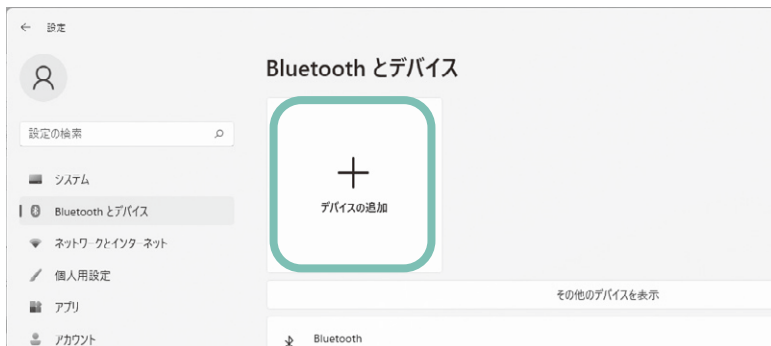 ← 設定
Bluetooth とデバイス
設定の検索
デバイスの追加
システム
Bluetooth とデバイス
ネットワークとインターネット
個人用設定
アプリ
アカウント
その他のデバイスを表示
Bluetooth